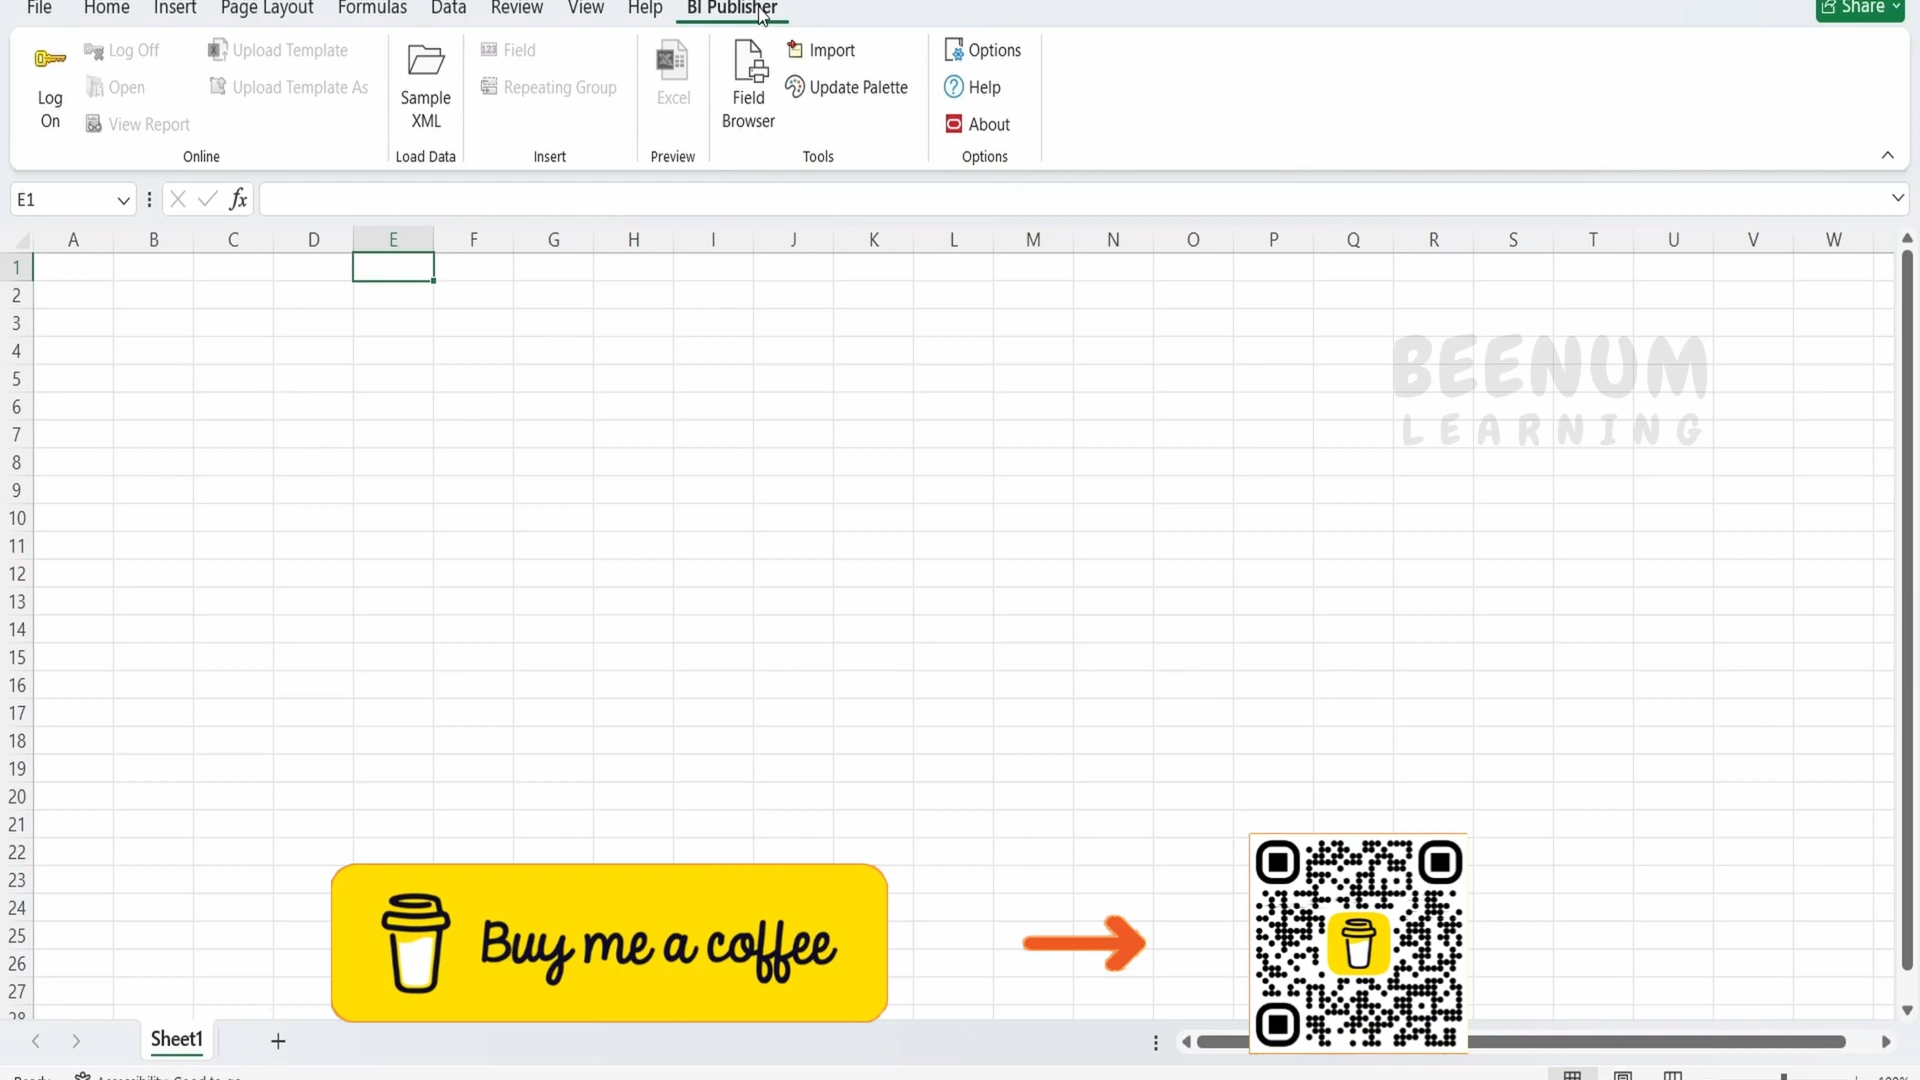 File Home Insert Page Layout Formulas Data Review View Help BI Publisher Share
Log On
Log Off
Open
View Report
Upload Template
Upload Template As
Online
Sample XML
Load Data
Field
Repeating Group
Insert
Excel
Preview
Field Browser
Import
Update Palette
Tools
Options
Help
About
Options
E1
fx
A B C D E F G H I J K L M N O P Q R S T U V W
1
2
3
4
5
6
7
8
9
10
11
12
13
14
15
16
17
18
19
20
21
22
23
24
25
26
27
28
BEENUM
LEARNING
Buy me a coffee
Sheet1